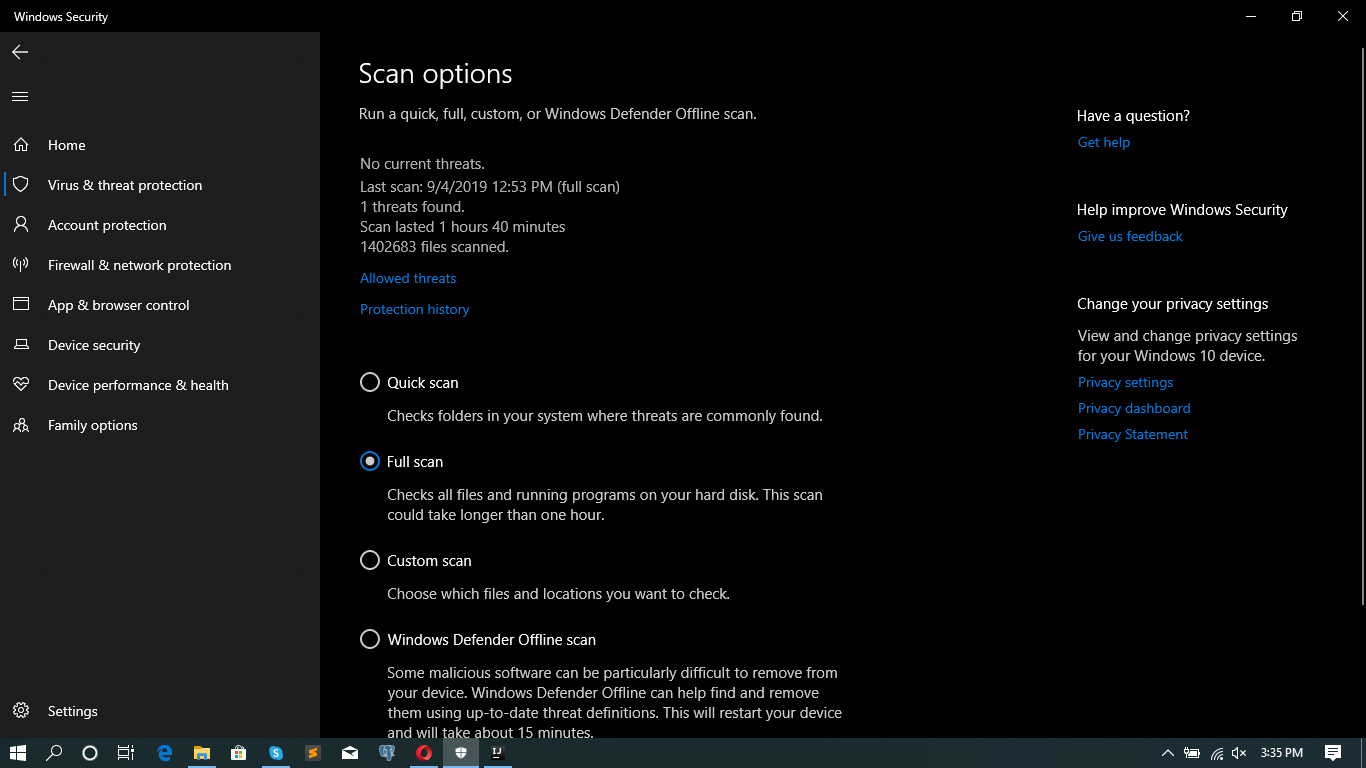 Windows Security
Home
Virus & threat protection
Account protection
Firewall & network protection
App & browser control
Device security
Device performance & health
Family options
Settings
Scan options
Run a quick, full, custom, or Windows Defender Offline scan.
No current threats.
Last scan: 9/4/2019 12:53 PM (full scan)
1 threats found.
Scan lasted 1 hours 40 minutes
1402683 files scanned.
Allowed threats
Protection history
Quick scan
Checks folders in your system where threats are commonly found.
Full scan
Checks all files and running programs on your hard disk. This scan
could take longer than one hour.
Custom scan
Choose which files and locations you want to check.
Windows Defender Offline scan
Some malicious software can be particularly difficult to remove from
your device. Windows Defender Offline can help find and remove
them using up-to-date threat definitions. This will restart your device
and will take about 15 minutes.
Have a question?
Get help
Help improve Windows Security
Give us feedback
Change your privacy settings
View and change privacy settings
for your Windows 10 device.
Privacy settings
Privacy dashboard
Privacy Statement
IJ
3:35 PM